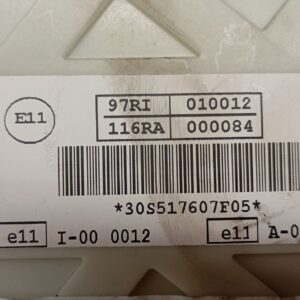 E11
97RI 010012
116RA 000084
*30S517607F05*
e11 I-00 0012 e11 A-0